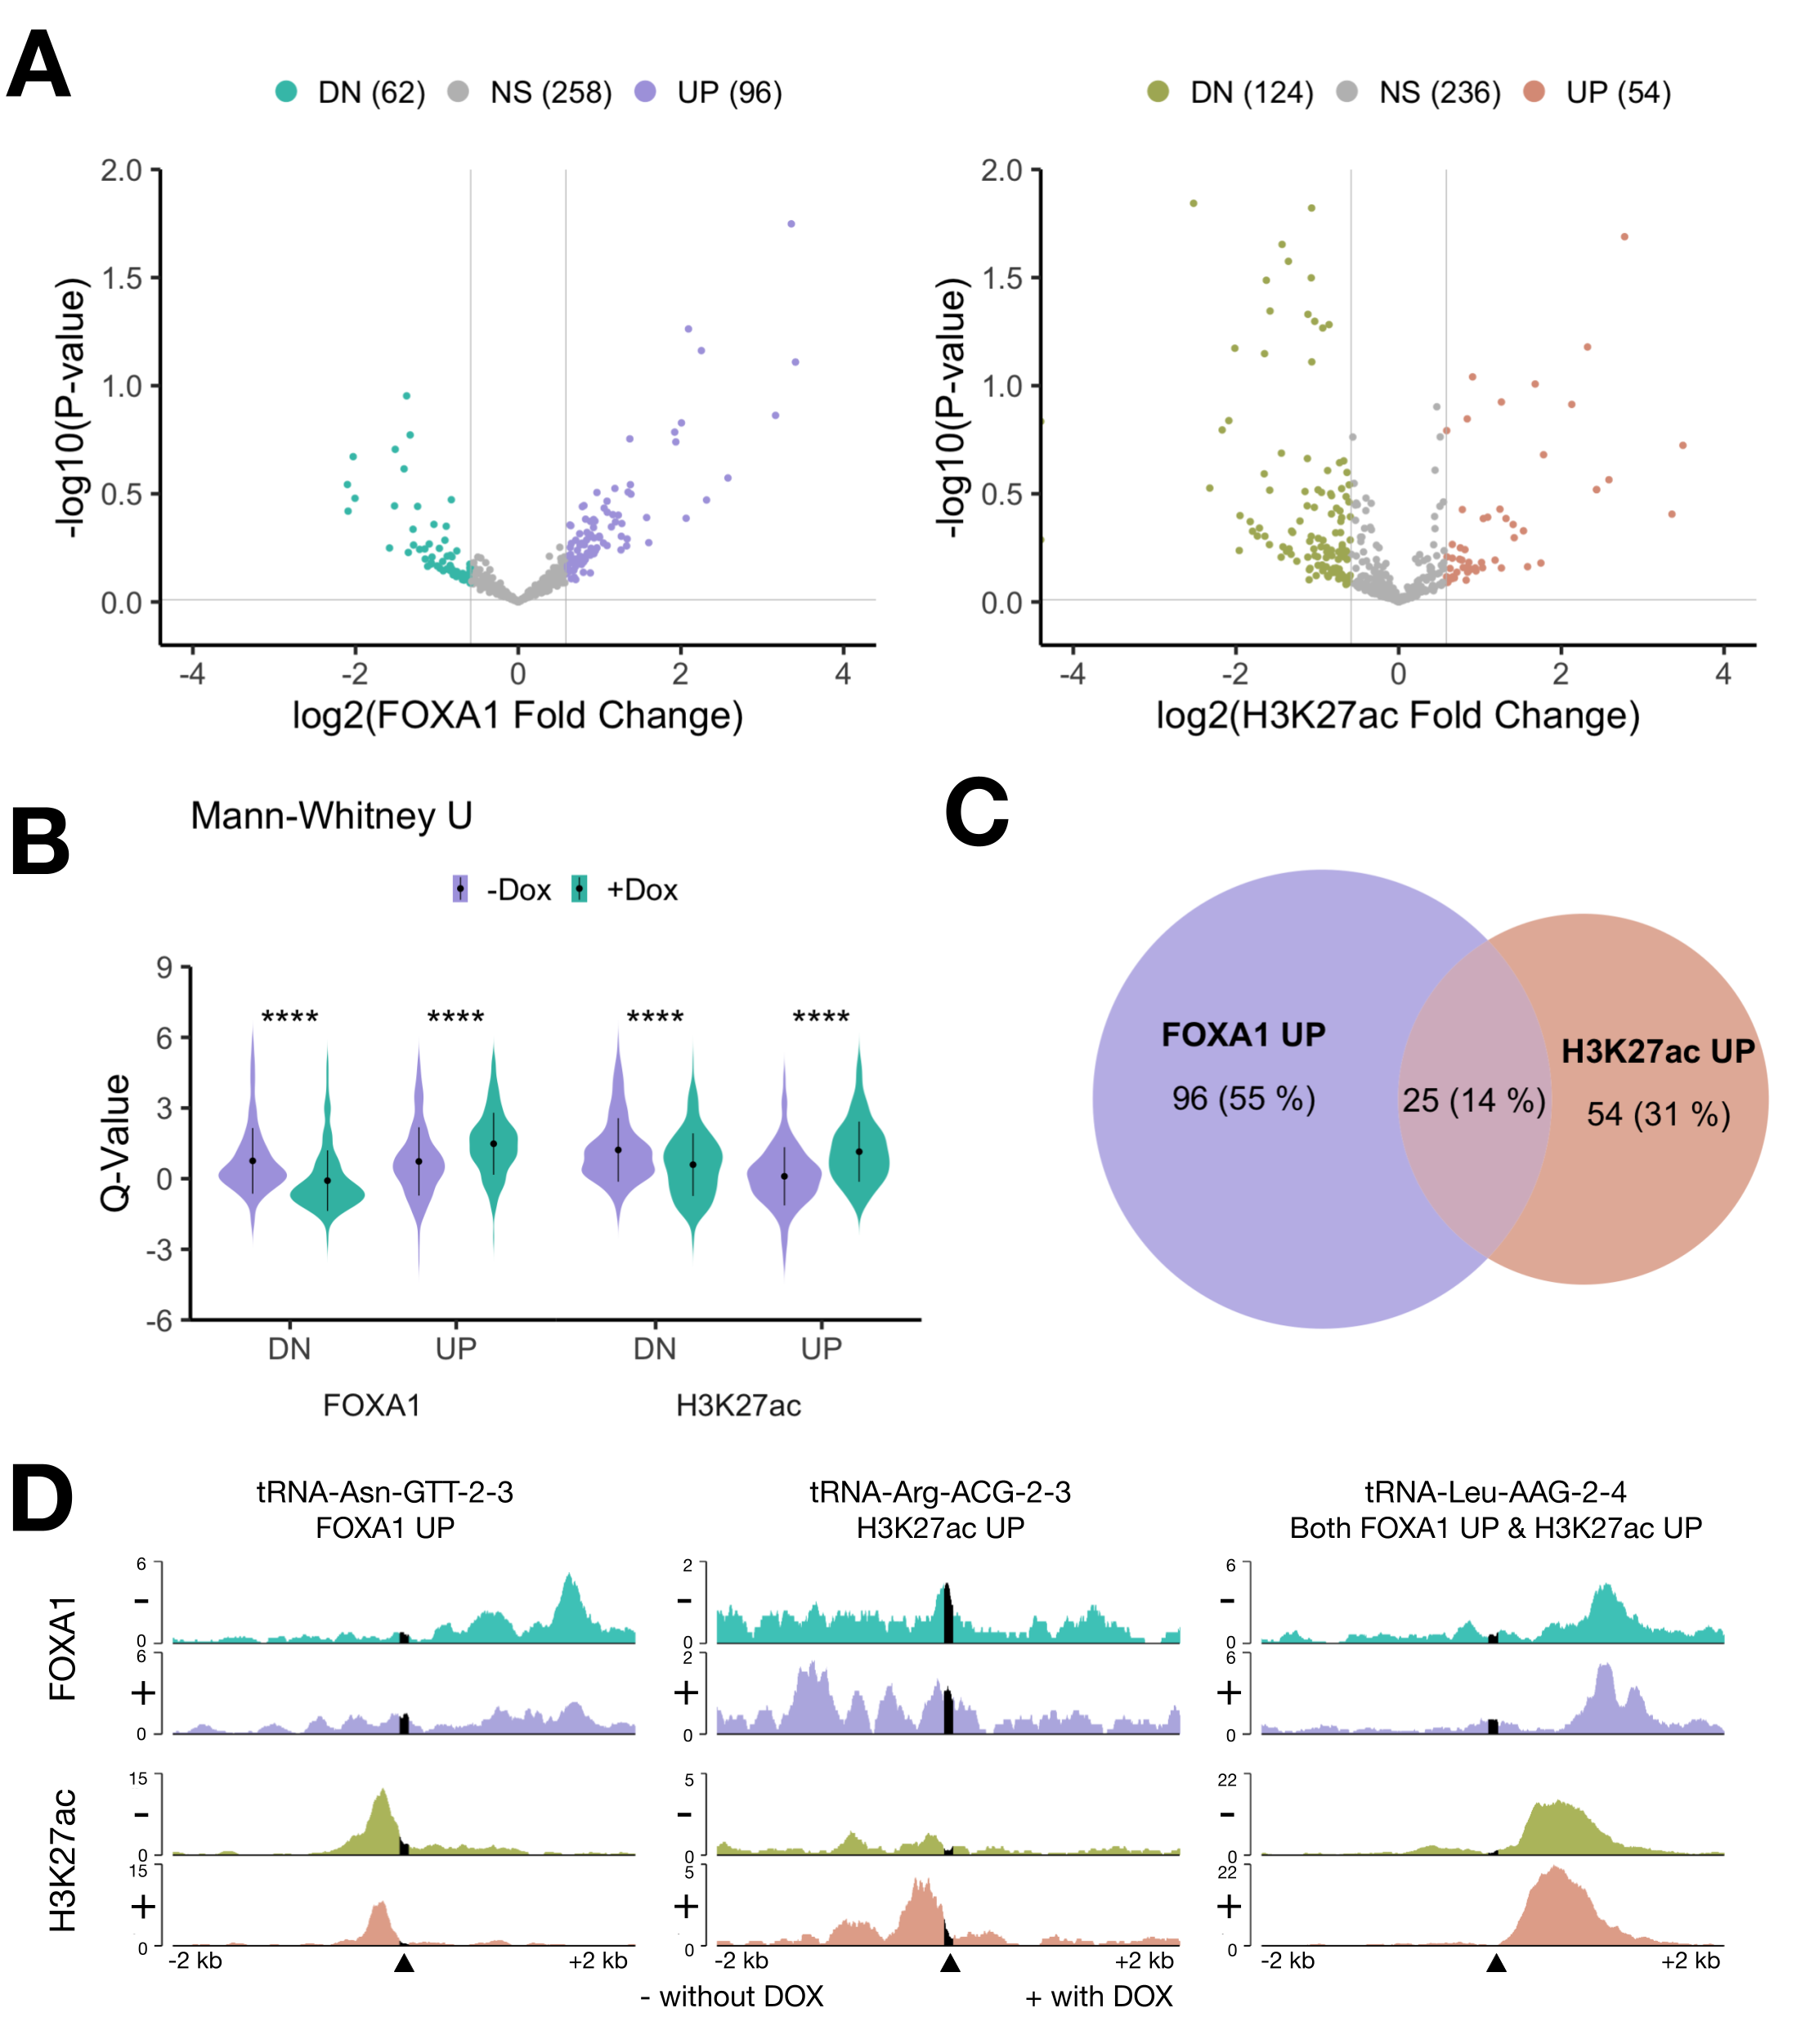 A
DN (62) NS (258) UP (96)
2.0
1.5
1.0
0.5
0.0
-log10(P-value)
-4 -2 0 2 4
log2(FOXA1 Fold Change)
DN (124) NS (236) UP (54)
2.0
1.5
1.0
0.5
0.0
-log10(P-value)
-4 -2 0 2 4
log2(H3K27ac Fold Change)
B
Mann-Whitney U
-Dox +Dox
9
6
3
0
-3
-6
Q-Value
**** **** **** ****
DN UP DN UP
FOXA1 H3K27ac
C
FOXA1 UP
96 (55 %)
25 (14 %)
H3K27ac UP
54 (31 %)
D
tRNA-Asn-GTT-2-3
FOXA1 UP
tRNA-Arg-ACG-2-3
H3K27ac UP
tRNA-Leu-AAG-2-4
Both FOXA1 UP & H3K27ac UP
FOXA1
6 2 6
- - -
0 0 0
6 2 6
+ + +
0 0 0
H3K27ac
15 5 22
- - -
0 0 0
15 5 22
+ + +
0 0 0
-2 kb +2 kb -2 kb +2 kb -2 kb +2 kb
- without DOX + with DOX